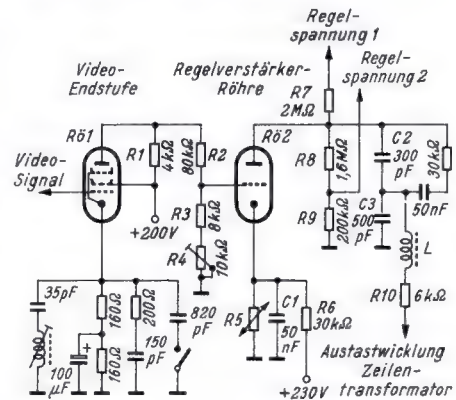 Regel-
spannung 1
Regel-
spannung 2
Video-
Endstufe
Regelverstärker-
Röhre
R7
2MΩ
Rö1
R1
4kΩ
R2
80kΩ
Rö2
R8
1,6MΩ
C2
300
pF
30kΩ
Video-
Signal
+200V
R3
8kΩ
R4
10kΩ
R9
200kΩ
C3
500
pF
50nF
L
35pF
160Ω
200Ω
820
pF
R5
C1
50
nF
R6
30kΩ
R10
6kΩ
100
µF
+
160Ω
150
pF
+230V
Austastwicklung
Zeilen-
transformator